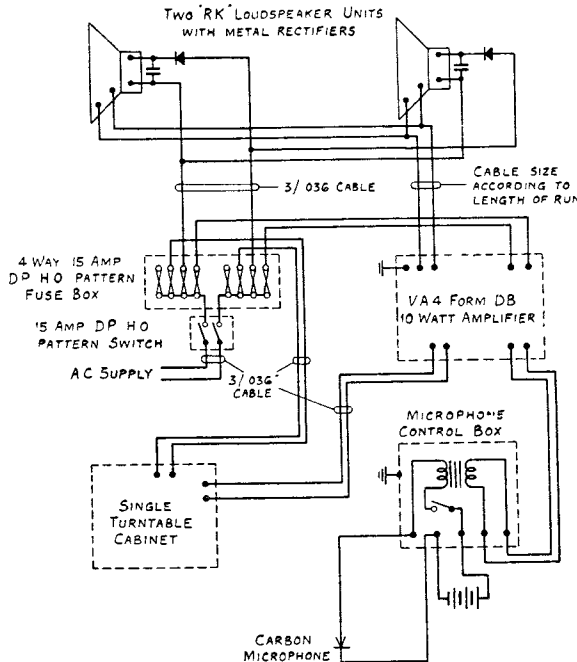 TWO "RK" LOUDSPEAKER UNITS
WITH METAL RECTIFIERS
3/036 CABLE
CABLE SIZE
ACCORDING TO
LENGTH OF RUN
4 WAY 15 AMP
DP H O PATTERN
FUSE BOX
VA4 FORM DB
10 WATT AMPLIFIER
15 AMP DP H O
PATTERN SWITCH
AC SUPPLY
3/036"
CABLE
MICROPHONE
CONTROL BOX
SINGLE
TURNTABLE
CABINET
CARBON
MICROPHONE